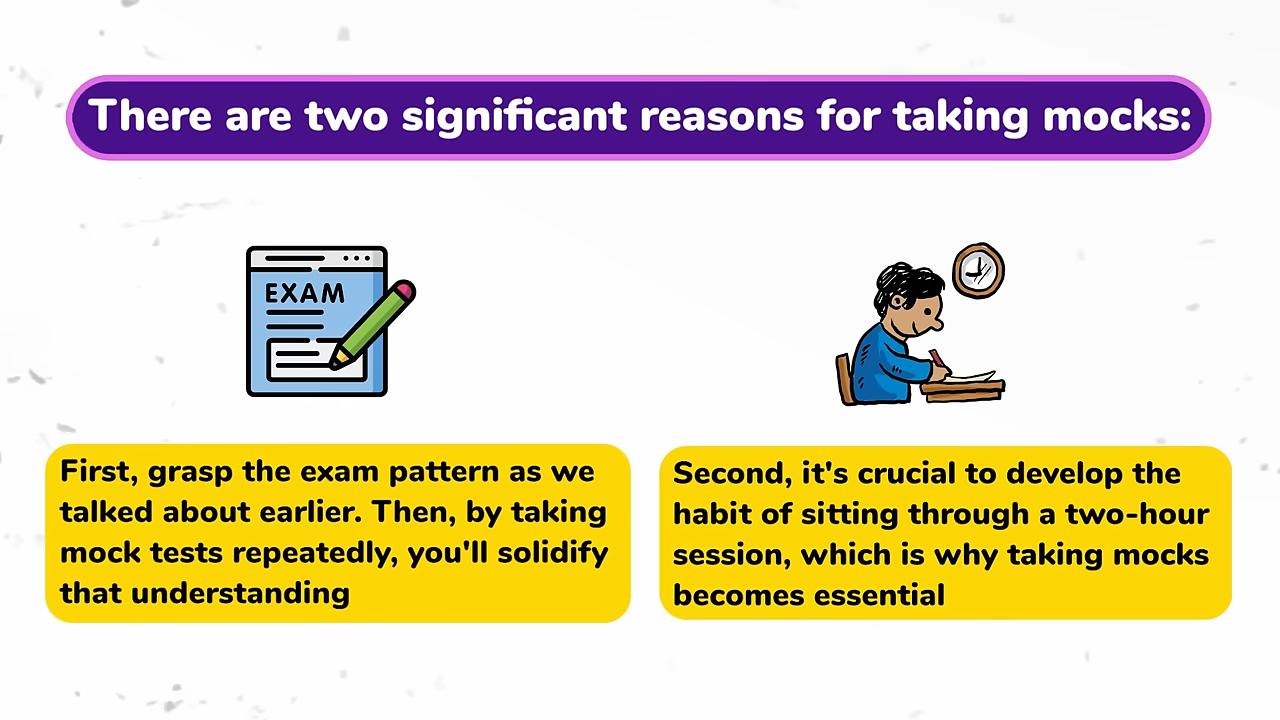 There are two significant reasons for taking mocks:
EXAM
First, grasp the exam pattern as we
talked about earlier. Then, by taking
mock tests repeatedly, you'll solidify
that understanding
Second, it's crucial to develop the
habit of sitting through a two-hour
session, which is why taking mocks
becomes essential